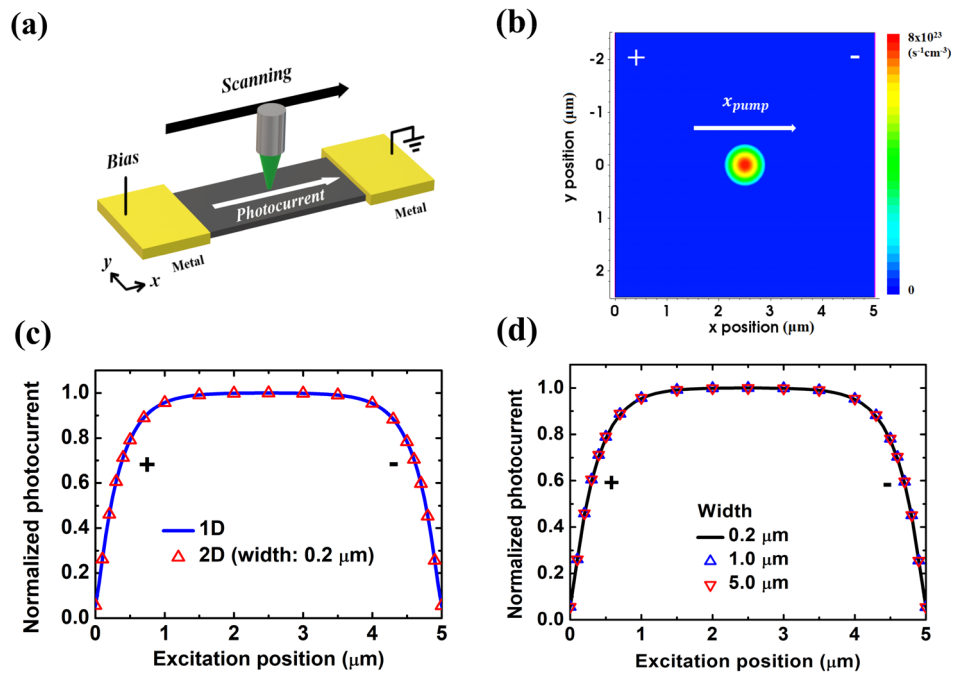 (a)
Scanning
Bias
Photocurrent
Metal
Metal
y
x
(b)
8x10²³
(s⁻¹cm⁻³)
0
+
-
x_pump
y position (μm)
-2
-1
0
1
2
0 1 2 3 4 5
x position (μm)
(c)
Normalized photocurrent
1.0
0.8
0.6
0.4
0.2
0.0
+
-
1D
2D (width: 0.2 μm)
0 1 2 3 4 5
Excitation position (μm)
(d)
Normalized photocurrent
1.0
0.8
0.6
0.4
0.2
0.0
+
-
Width
0.2 μm
1.0 μm
5.0 μm
0 1 2 3 4 5
Excitation position (μm)